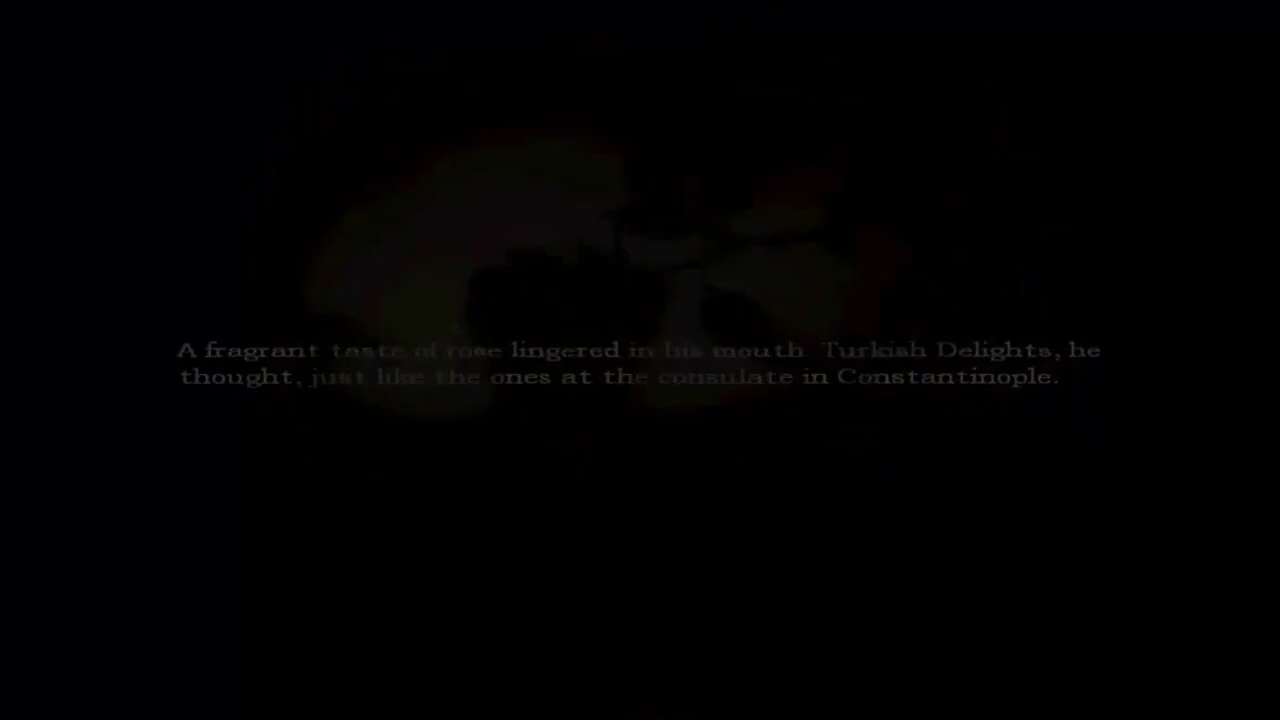 A fragrant taste of rose lingered in his mouth. Turkish Delights, he
thought, just like the ones at the consulate in Constantinople.